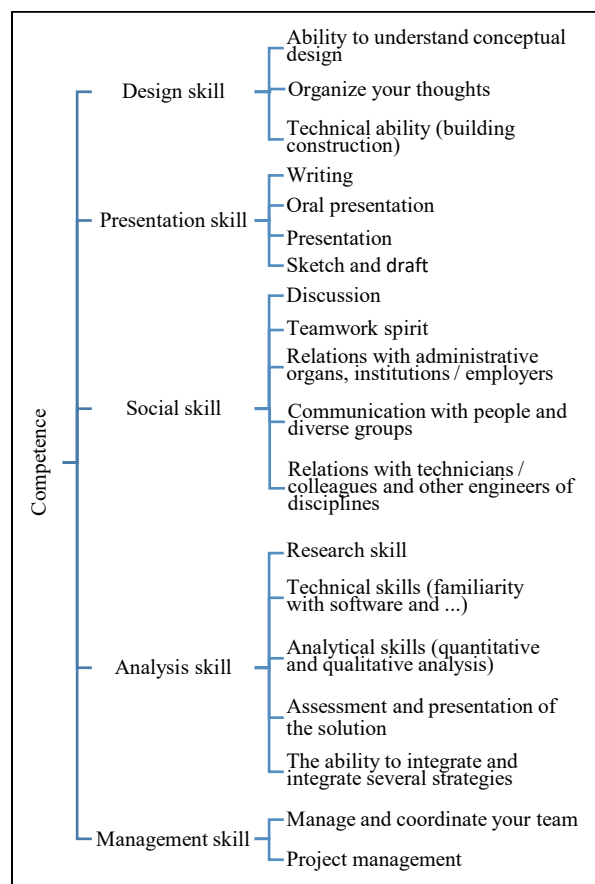 Competence
Design skill
Ability to understand conceptual
design
Organize your thoughts
Technical ability (building
construction)
Presentation skill
Writing
Oral presentation
Presentation
Sketch and draft
Social skill
Discussion
Teamwork spirit
Relations with administrative
organs, institutions / employers
Communication with people and
diverse groups
Relations with technicians /
colleagues and other engineers of
disciplines
Analysis skill
Research skill
Technical skills (familiarity
with software and ...)
Analytical skills (quantitative
and qualitative analysis)
Assessment and presentation of
the solution
The ability to integrate and
integrate several strategies
Management skill
Manage and coordinate your team
Project management